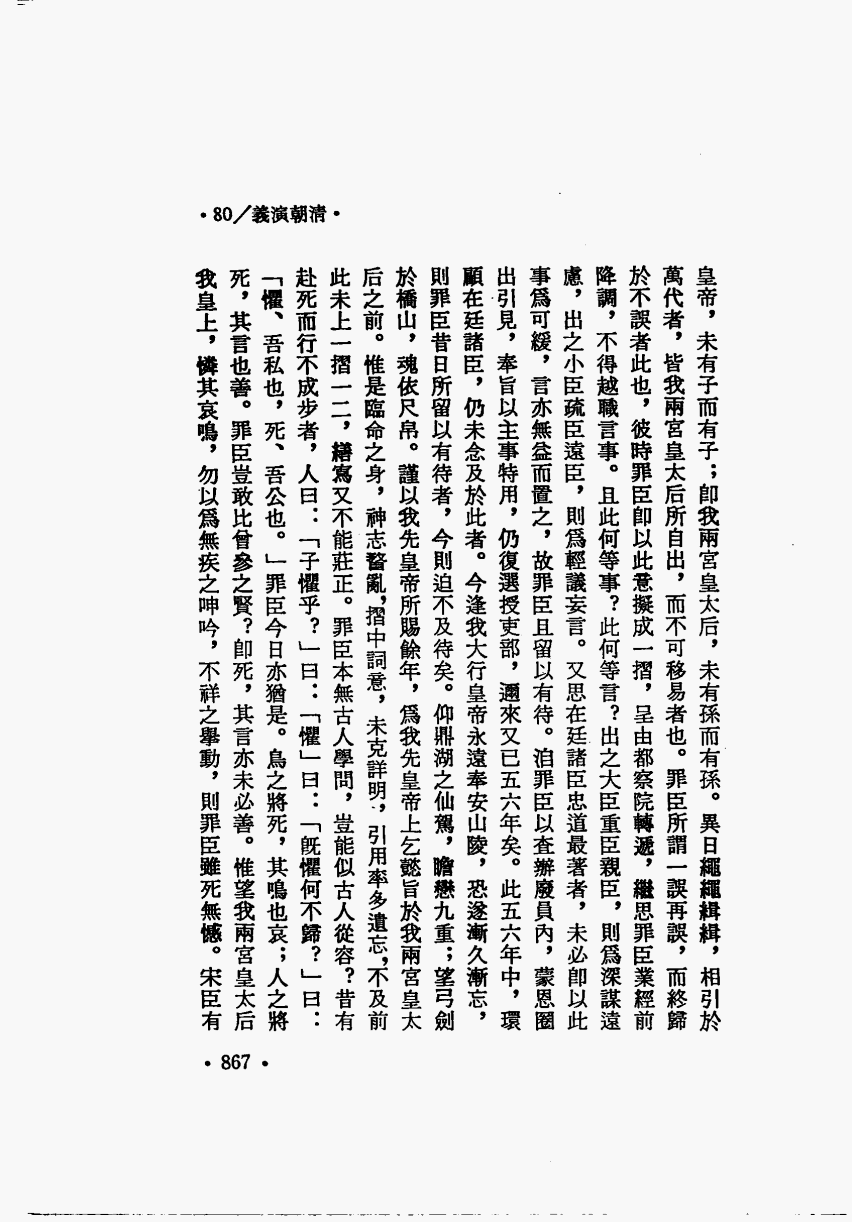 •80/義演朝清•
皇帝，未有子而有子；卽我兩宮皇太后，未有孫而有孫。異日繩繩緝緝，相引於
萬代者，皆我兩宮皇太后所自出，而不可移易者也。罪臣所謂一誤再誤，而終歸
於不誤者此也，彼時罪臣卽以此意擬成一摺，呈由都察院轉遞，繼思罪臣業經前
降調，不得越職言事。且此何等事？此何等言？出之大臣重臣親臣，則爲深謀遠
慮，出之小臣疏臣遠臣，則爲輕議妄言。又思在廷諸臣忠道最著者，未必卽以此
事爲可緩，言亦無益而置之，故罪臣且留以有待。洎罪臣以查辦廢員內，蒙恩圈
出引見，奉旨以主事特用，仍復選授吏部，邇來又已五六年矣。此五六年中，環
顧在廷諸臣，仍未念及於此者。今逢我大行皇帝永遠奉安山陵，恐遂漸久漸忘，
則罪臣昔日所留以有待者，今則迫不及待矣。仰鼎湖之仙駕，瞻戀九重；望弓劍
於橋山，魂依尺帛。謹以我先皇帝所賜餘年，爲我先皇帝上乞懿旨於我兩宮皇太
后之前。惟是臨命之身，神志瞀亂，摺中詞意，未克詳明，引用率多遺忘，不及前
此未上一摺一二，繕寫又不能莊正。罪臣本無古人學問，豈能似古人從容？昔有
赴死而行不成步者，人曰：「子懼乎？」曰：「懼」曰：「旣懼何不歸？」曰：
「懼、吾私也，死、吾公也。」罪臣今日亦猶是。鳥之將死，其鳴也哀；人之將
死，其言也善。罪臣豈敢比曾參之賢？卽死，其言亦未必善。惟望我兩宮皇太后
我皇上，憐其哀鳴，勿以爲無疾之呻吟，不祥之擧動，則罪臣雖死無憾。宋臣有
•867•